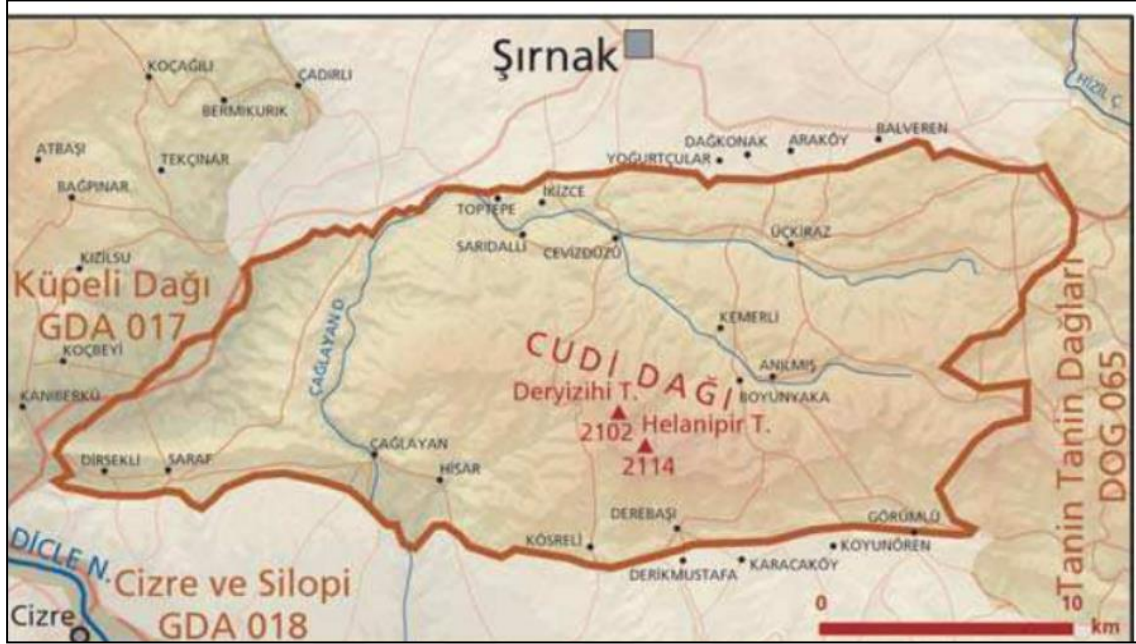 Şırnak
KOÇAĞILI
ÇADIRLI
BERMIKURIK
HIZIL Ç.
ATBAŞI
TEKÇINAR
BAĞPINAR
YOĞURTÇULAR
DAĞKONAK
ARAKÖY
BALVEREN
TOPTEPE
İKİZCE
SARIDALLI
CEVİZDÜZÜ
ÜÇKIRAZ
KIZILSU
Küpeli Dağı
GDA 017
KOÇBEYİ
KANIBERKÜ
ÇAĞLAYAN D.
KEMERLİ
CUDİ DAĞI
ANILMIŞ
BOYUNYAKA
Deryizihi T.
2102
Helanipir T.
2114
Tanin Tanin Dağları
DOG 065
DİRSEKLİ
SARAF
ÇAĞLAYAN
HİSAR
DEREBAŞI
GÖRÜMLÜ
KÖSRELİ
DERİKMUSTAFA
KARACAKÖY
KOYUNÖREN
DİCLE N.
Cizre ve Silopi
GDA 018
Cizre
0 10
km